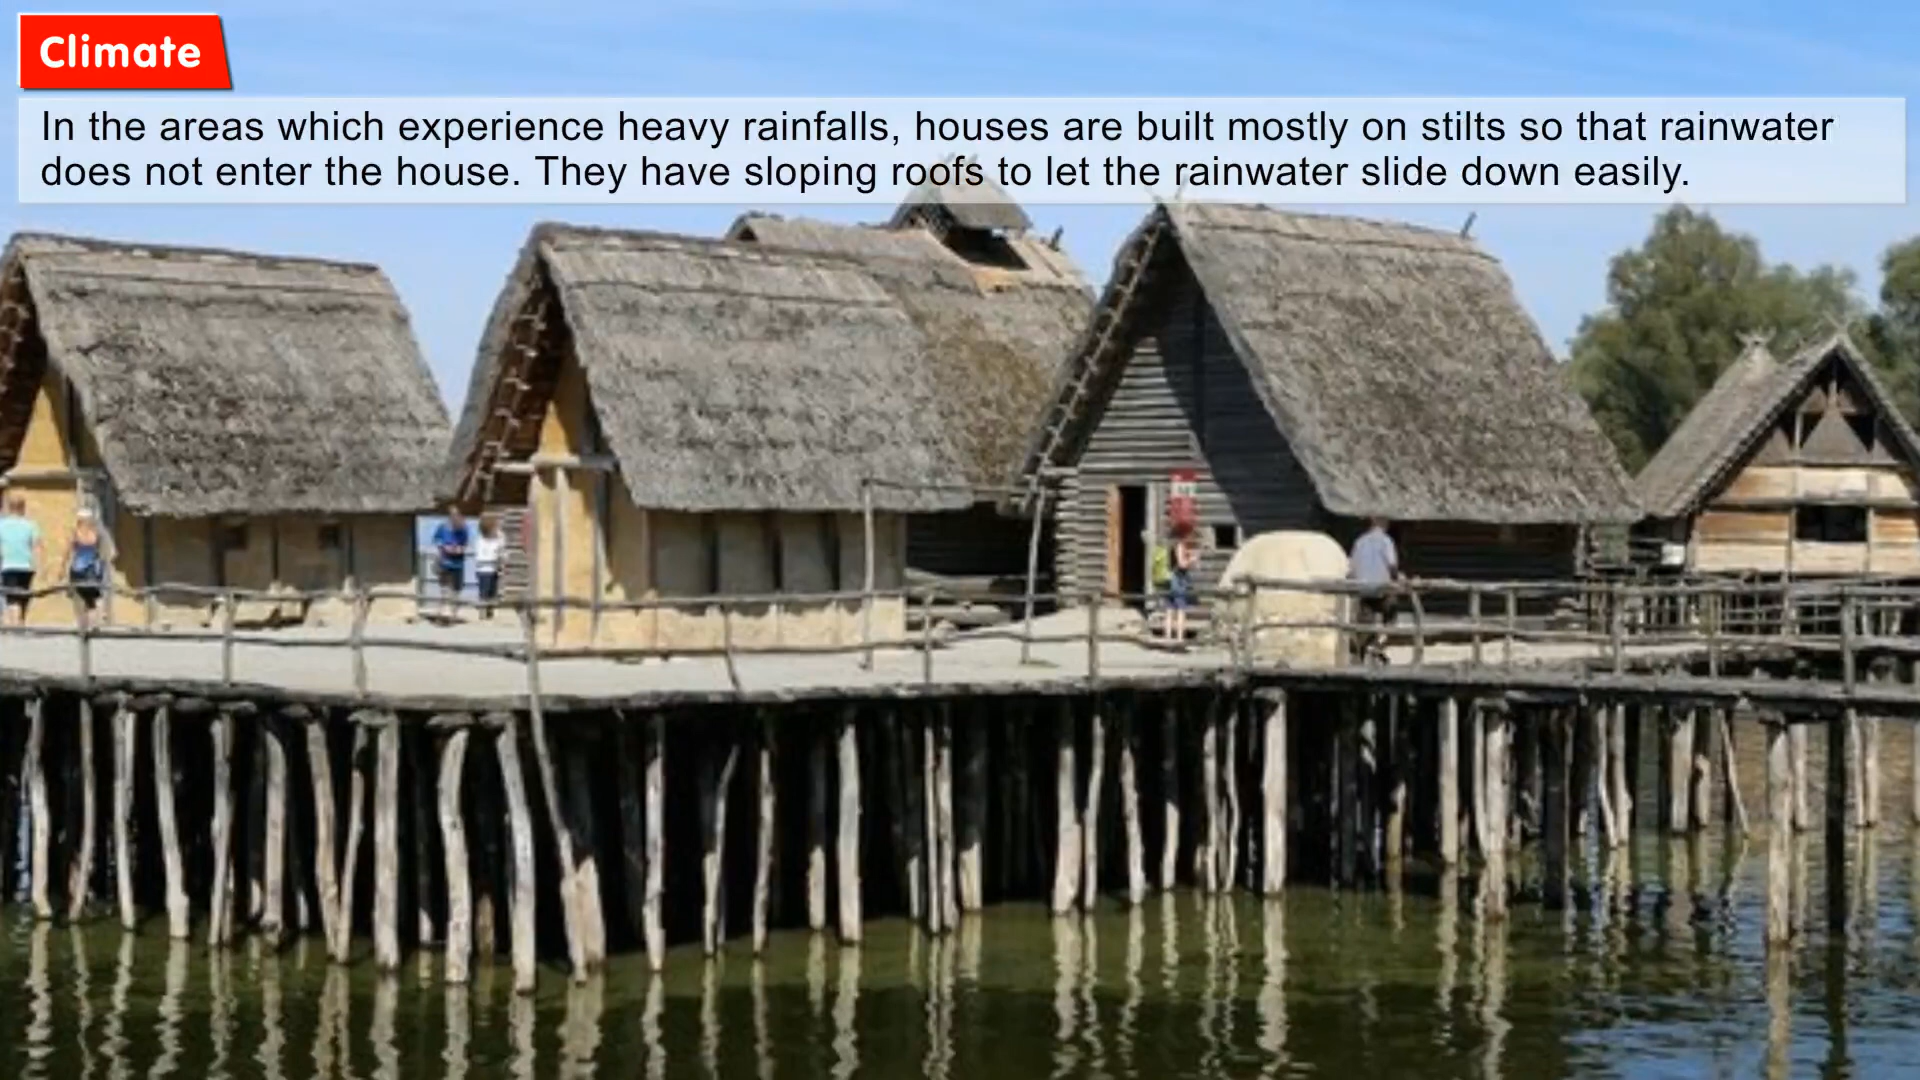 Climate
In the areas which experience heavy rainfalls, houses are built mostly on stilts so that rainwater
does not enter the house. They have sloping roofs to let the rainwater slide down easily.